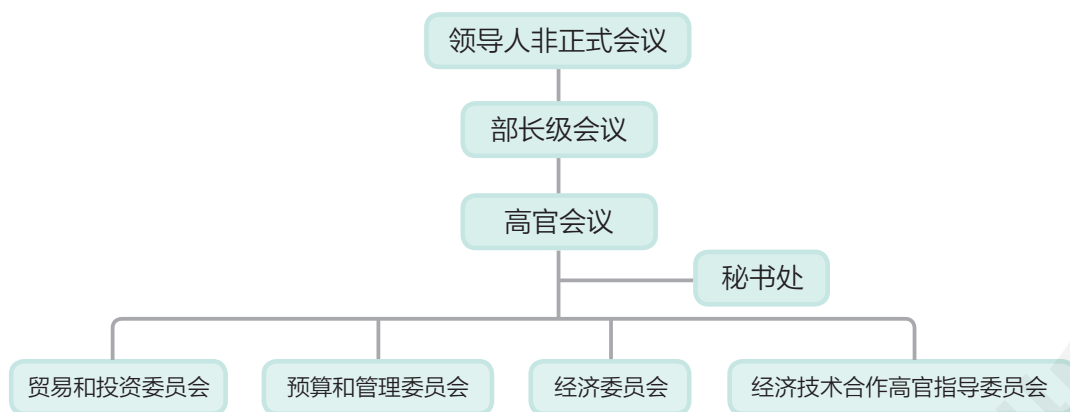 领导人非正式会议
部长级会议
高官会议
秘书处
贸易和投资委员会
预算和管理委员会
经济委员会
经济技术合作高官指导委员会